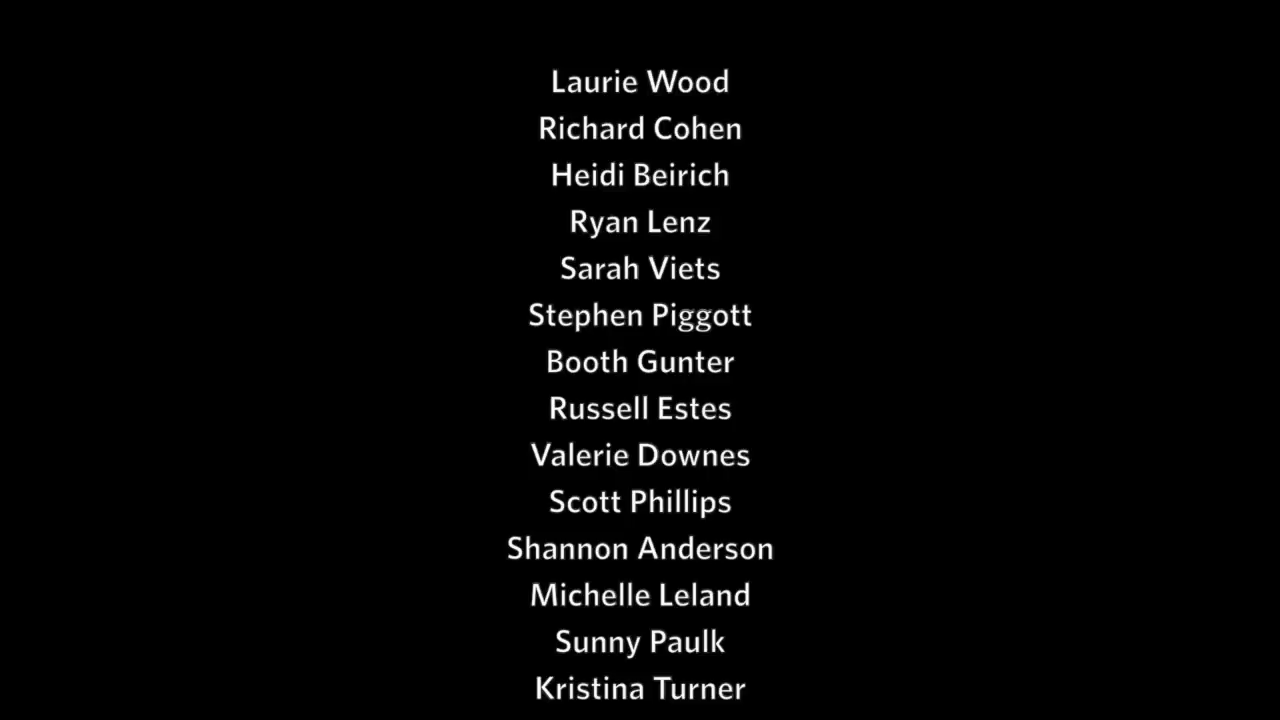 Laurie Wood
Richard Cohen
Heidi Beirich
Ryan Lenz
Sarah Viets
Stephen Piggott
Booth Gunter
Russell Estes
Valerie Downes
Scott Phillips
Shannon Anderson
Michelle Leland
Sunny Paulk
Kristina Turner